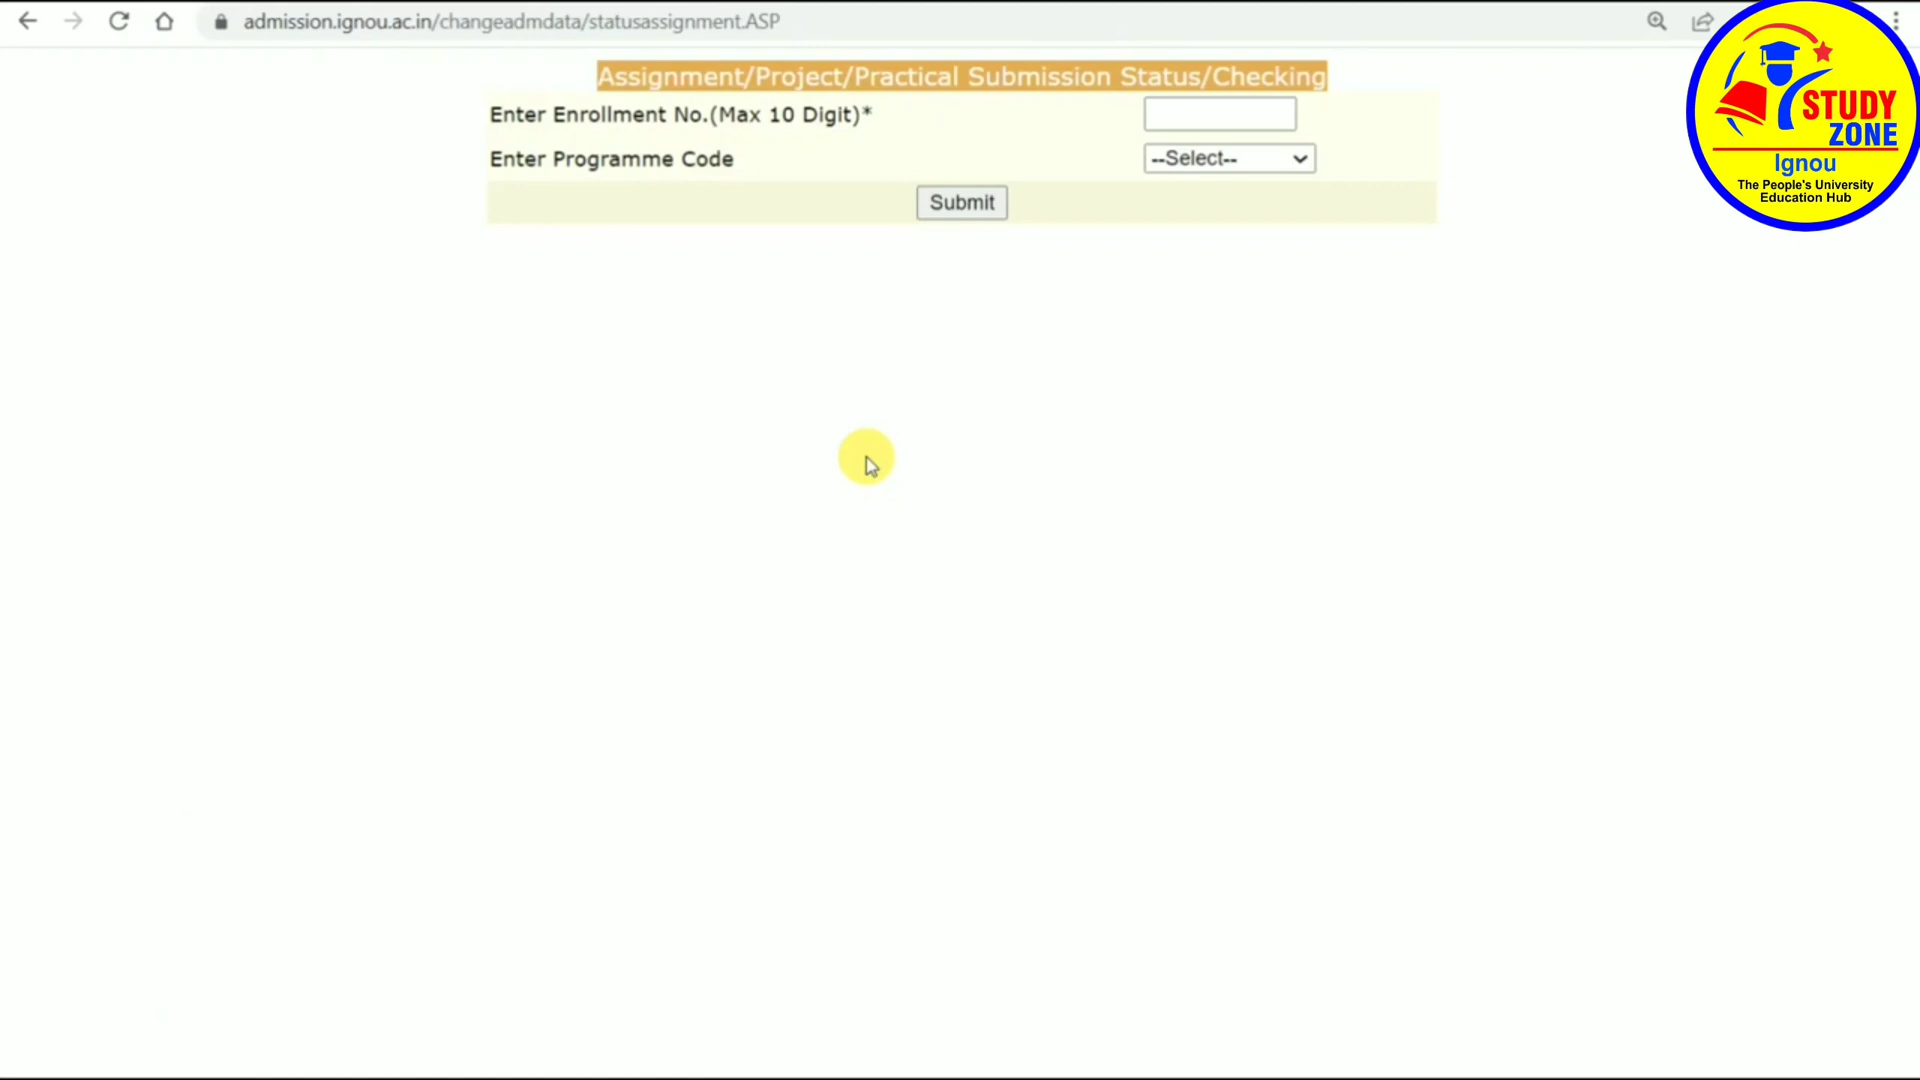 admission.ignou.ac.in/changeadmdata/statusassignment.ASP
Assignment/Project/Practical Submission Status/Checking
Enter Enrollment No.(Max 10 Digit)*
Enter Programme Code
--Select--
Submit
STUDY
ZONE
Ignou
The People's University
Education Hub